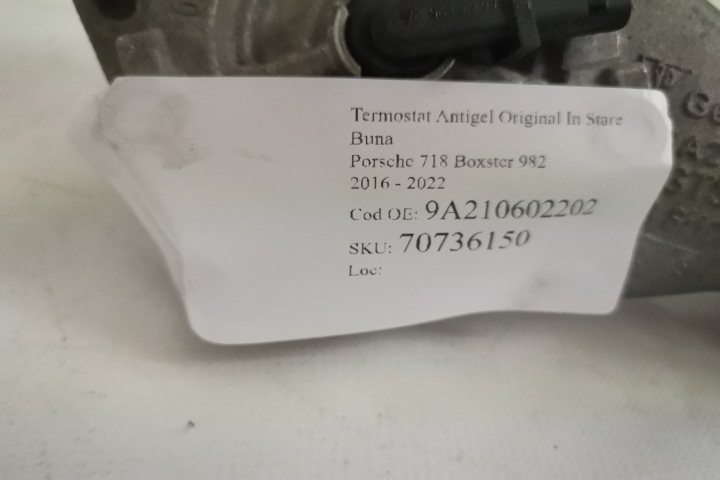 Termostat Antigel Original In Stare
Buna
Porsche 718 Boxster 982
2016 - 2022
Cod OE: 9A210602202
SKU: 70736150
Loc: